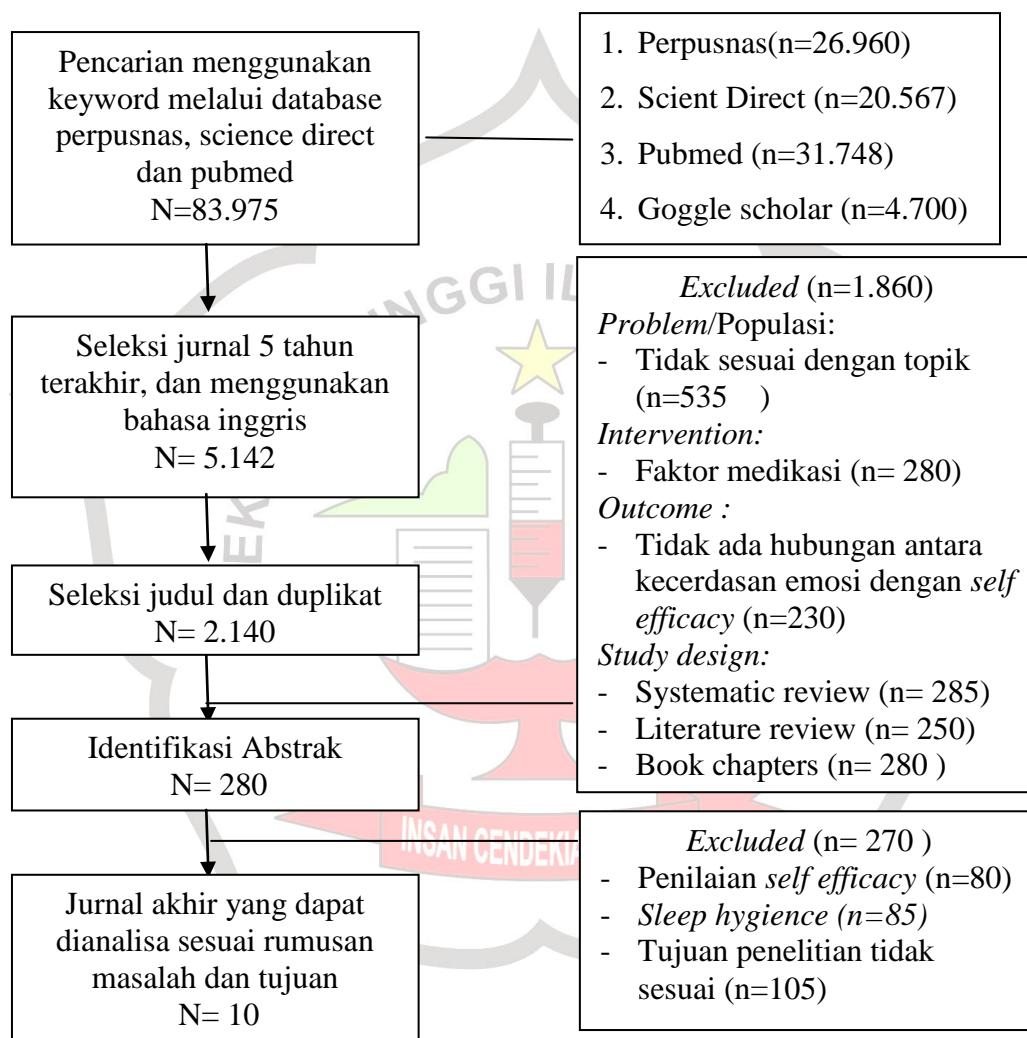 Pencarian menggunakan
keyword melalui database
perpusnas, science direct
dan pubmed
N=83.975
1. Perpusnas(n=26.960)
2. Scient Direct (n=20.567)
3. Pubmed (n=31.748)
4. Goggle scholar (n=4.700)
Seleksi jurnal 5 tahun
terakhir, dan menggunakan
bahasa inggris
N= 5.142
Excluded (n=1.860)
Problem/Populasi:
- Tidak sesuai dengan topik
(n=535 )
Intervention:
- Faktor medikasi (n= 280)
Outcome :
- Tidak ada hubungan antara
kecerdasan emosi dengan self
efficacy (n=230)
Study design:
- Systematic review (n= 285)
- Literature review (n= 250)
- Book chapters (n= 280 )
Seleksi judul dan duplikat
N= 2.140
Identifikasi Abstrak
N= 280
Excluded (n= 270 )
- Penilaian self efficacy (n=80)
- Sleep hygience (n=85)
- Tujuan penelitian tidak
sesuai (n=105)
Jurnal akhir yang dapat
dianalisa sesuai rumusan
masalah dan tujuan
N= 10
INSAN CENDEKIA